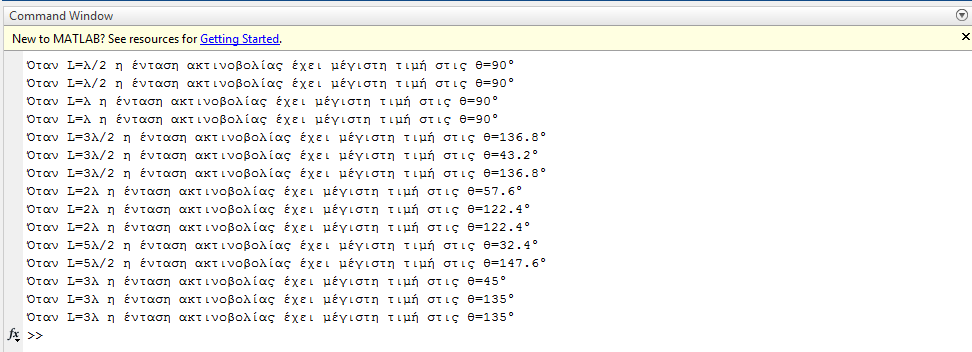 Command Window
New to MATLAB? See resources for Getting Started.
Όταν L=λ/2 η ένταση ακτινοβολίας έχει μέγιστη τιμή στις θ=90°
Όταν L=λ/2 η ένταση ακτινοβολίας έχει μέγιστη τιμή στις θ=90°
Όταν L=λ η ένταση ακτινοβολίας έχει μέγιστη τιμή στις θ=90°
Όταν L=λ η ένταση ακτινοβολίας έχει μέγιστη τιμή στις θ=90°
Όταν L=3λ/2 η ένταση ακτινοβολίας έχει μέγιστη τιμή στις θ=136.8°
Όταν L=3λ/2 η ένταση ακτινοβολίας έχει μέγιστη τιμή στις θ=43.2°
Όταν L=3λ/2 η ένταση ακτινοβολίας έχει μέγιστη τιμή στις θ=136.8°
Όταν L=2λ η ένταση ακτινοβολίας έχει μέγιστη τιμή στις θ=57.6°
Όταν L=2λ η ένταση ακτινοβολίας έχει μέγιστη τιμή στις θ=122.4°
Όταν L=2λ η ένταση ακτινοβολίας έχει μέγιστη τιμή στις θ=122.4°
Όταν L=5λ/2 η ένταση ακτινοβολίας έχει μέγιστη τιμή στις θ=32.4°
Όταν L=5λ/2 η ένταση ακτινοβολίας έχει μέγιστη τιμή στις θ=147.6°
Όταν L=3λ η ένταση ακτινοβολίας έχει μέγιστη τιμή στις θ=45°
Όταν L=3λ η ένταση ακτινοβολίας έχει μέγιστη τιμή στις θ=135°
Όταν L=3λ η ένταση ακτινοβολίας έχει μέγιστη τιμή στις θ=135°
fx >>